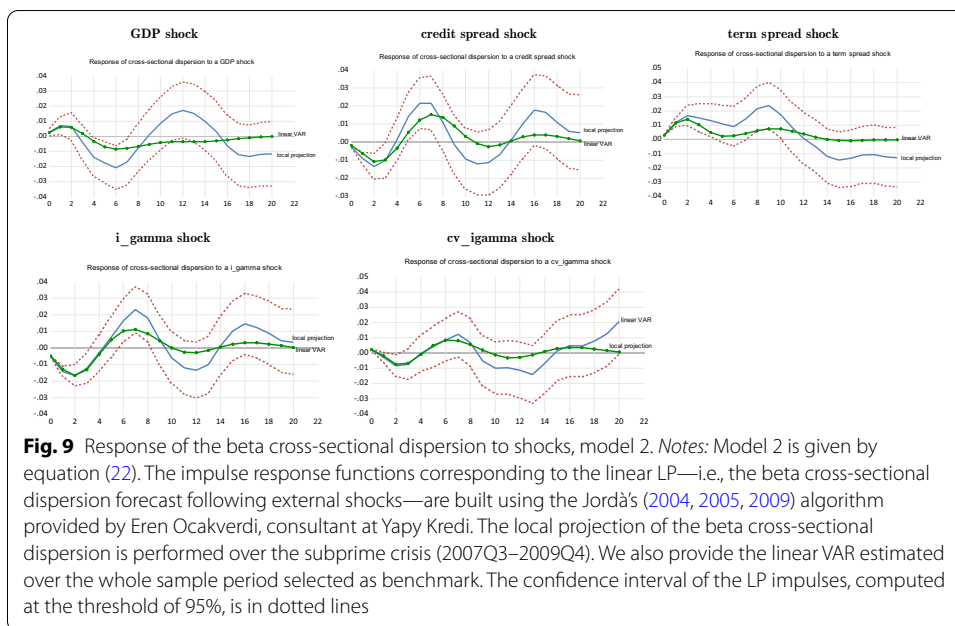 GDP shock
Response of cross-sectional dispersion to a GDP shock
.04
.03
.02
.01
.00
-.01
-.02
-.03
-.04
linear VAR
local projection
0 2 4 6 8 10 12 14 16 18 20 22
credit spread shock
Response of cross-sectional dispersion to a credit spread shock
.04
.03
.02
.01
.00
-.01
-.02
-.03
local projection
linear VAR
0 2 4 6 8 10 12 14 16 18 20 22
term spread shock
Response of cross-sectional dispersion to a term spread shock
.05
.04
.03
.02
.01
.00
-.01
-.02
-.03
-.04
linear VAR
local projection
0 2 4 6 8 10 12 14 16 18 20 22
i_gamma shock
Response of cross-sectional dispersion to a i_gamma shock
.04
.03
.02
.01
.00
-.01
-.02
-.03
-.04
local projection
linear VAR
0 2 4 6 8 10 12 14 16 18 20 22
cv_igamma shock
Response of cross-sectional dispersion to a cv_igamma shock
.05
.04
.03
.02
.01
.00
-.01
-.02
-.03
-.04
linear VAR
local projection
0 2 4 6 8 10 12 14 16 18 20 22
Fig. 9 Response of the beta cross-sectional dispersion to shocks, model 2. Notes: Model 2 is given by
equation (22). The impulse response functions corresponding to the linear LP—i.e., the beta cross-sectional
dispersion forecast following external shocks—are built using the Jordà's (2004, 2005, 2009) algorithm
provided by Eren Ocakverdi, consultant at Yapy Kredi. The local projection of the beta cross-sectional
dispersion is performed over the subprime crisis (2007Q3–2009Q4). We also provide the linear VAR estimated
over the whole sample period selected as benchmark. The confidence interval of the LP impulses, computed
at the threshold of 95%, is in dotted lines